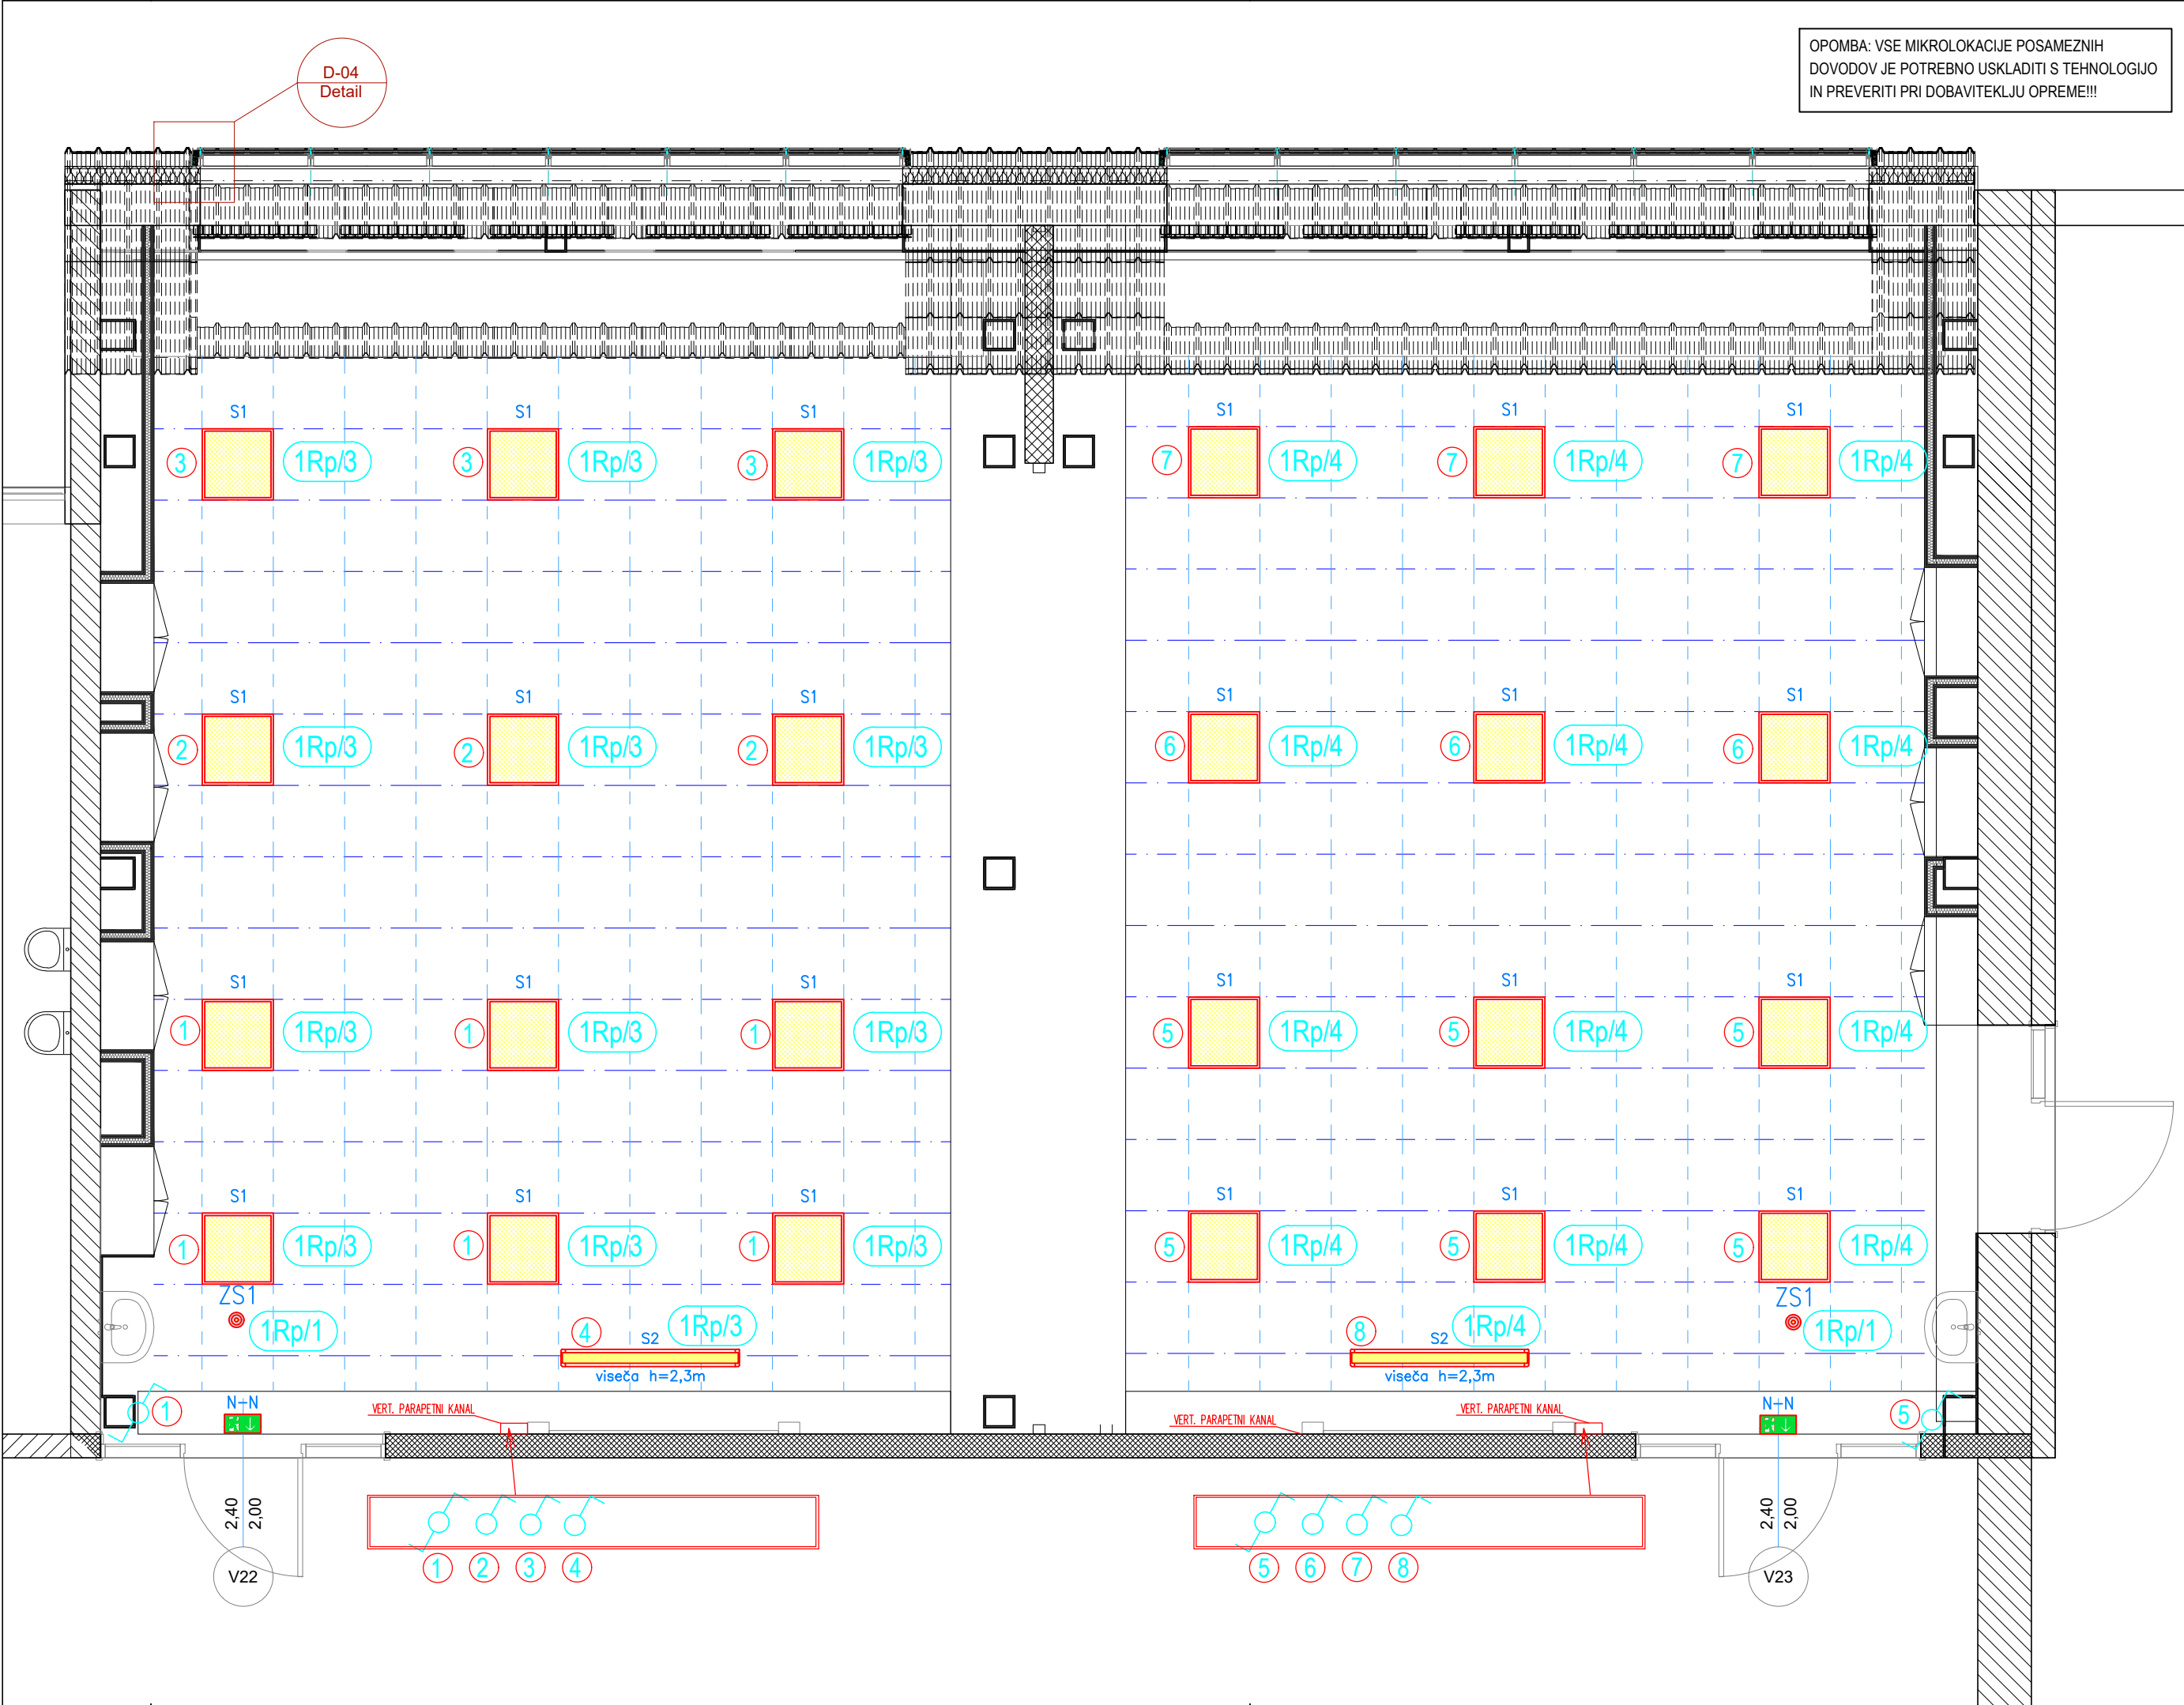 OPOMBA: VSE MIKROLOKACIJE POSAMEZNIH
DOVODOV JE POTREBNO USKLADITI S TEHNOLOGIJO
IN PREVERITI PRI DOBAVITEKLJU OPREME!!!
D-04
Detail
S1 S1 S1 S1 S1 S1
3 1Rp/3 3 1Rp/3 3 1Rp/3 7 1Rp/4 7 1Rp/4 7 1Rp/4
S1 S1 S1 S1 S1 S1
2 1Rp/3 2 1Rp/3 2 1Rp/3 6 1Rp/4 6 1Rp/4 6 1Rp/4
S1 S1 S1 S1 S1 S1
1 1Rp/3 1 1Rp/3 1 1Rp/3 5 1Rp/4 5 1Rp/4 5 1Rp/4
S1 S1 S1 S1 S1 S1
1 1Rp/3 1 1Rp/3 1 1Rp/3 5 1Rp/4 5 1Rp/4 5 1Rp/4
ZS1 ZS1
1Rp/1 4 S2 1Rp/3 8 S2 1Rp/4 1Rp/1
viseča h=2,3m viseča h=2,3m
1 N-N VERT. PARAPETNI KANAL VERT. PARAPETNI KANAL VERT. PARAPETNI KANAL N-N 5
2,40 2,40
2,00 2,00
1 2 3 4 5 6 7 8
V22 V23